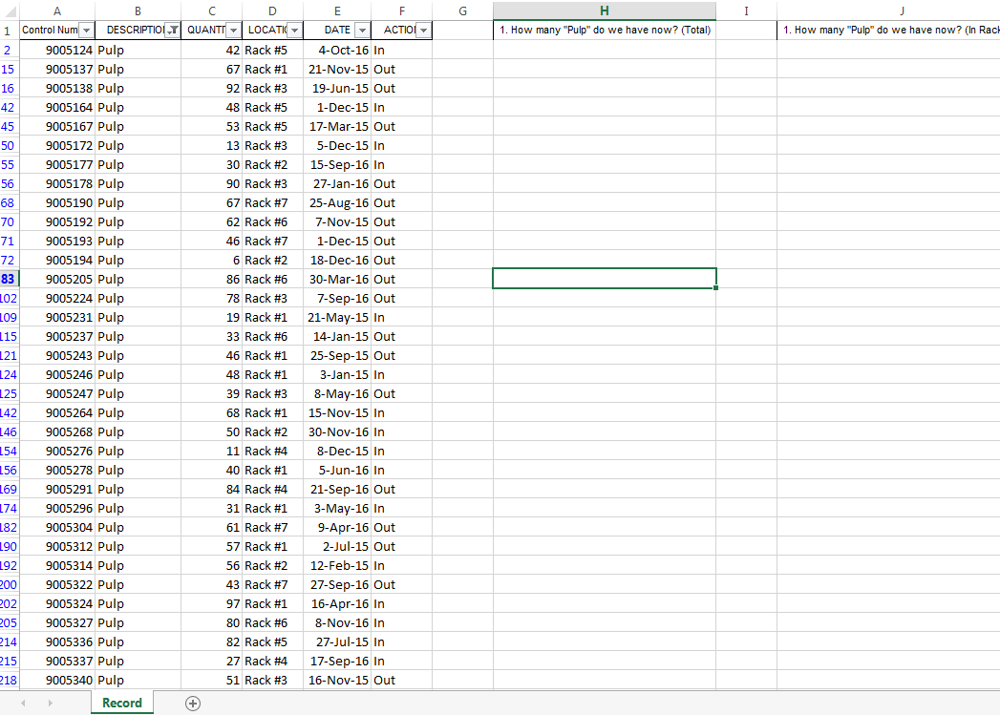 A B C D E F G H I J
1 Control Num DESCRIPTIO QUANTI LOCATIO DATE ACTIO 1. How many "Pulp" do we have now? (Total) 1. How many "Pulp" do we have now? (In Rack
2 9005124 Pulp 42 Rack #5 4-Oct-16 In
15 9005137 Pulp 67 Rack #1 21-Nov-15 Out
16 9005138 Pulp 92 Rack #3 19-Jun-15 Out
42 9005164 Pulp 48 Rack #5 1-Dec-15 In
45 9005167 Pulp 53 Rack #5 17-Mar-15 Out
50 9005172 Pulp 13 Rack #3 5-Dec-15 In
55 9005177 Pulp 30 Rack #2 15-Sep-16 In
56 9005178 Pulp 90 Rack #3 27-Jan-16 Out
68 9005190 Pulp 67 Rack #7 25-Aug-16 Out
70 9005192 Pulp 62 Rack #6 7-Nov-15 Out
71 9005193 Pulp 46 Rack #7 1-Dec-15 Out
72 9005194 Pulp 6 Rack #2 18-Dec-16 Out
83 9005205 Pulp 86 Rack #6 30-Mar-16 Out
102 9005224 Pulp 78 Rack #3 7-Sep-16 Out
109 9005231 Pulp 19 Rack #1 21-May-15 In
115 9005237 Pulp 33 Rack #6 14-Jan-15 Out
121 9005243 Pulp 46 Rack #1 25-Sep-15 Out
124 9005246 Pulp 48 Rack #1 3-Jan-15 In
125 9005247 Pulp 39 Rack #3 8-May-16 Out
142 9005264 Pulp 68 Rack #1 15-Nov-15 In
146 9005268 Pulp 50 Rack #2 30-Nov-16 In
154 9005276 Pulp 11 Rack #4 8-Dec-15 In
156 9005278 Pulp 40 Rack #1 5-Jun-16 In
169 9005291 Pulp 84 Rack #4 21-Sep-16 Out
174 9005296 Pulp 31 Rack #1 3-May-16 In
182 9005304 Pulp 61 Rack #7 9-Apr-16 Out
190 9005312 Pulp 57 Rack #1 2-Jul-15 Out
192 9005314 Pulp 56 Rack #2 12-Feb-15 In
200 9005322 Pulp 43 Rack #7 27-Sep-16 Out
202 9005324 Pulp 97 Rack #1 16-Apr-16 In
205 9005327 Pulp 80 Rack #6 8-Nov-16 In
214 9005336 Pulp 82 Rack #5 27-Jul-15 In
215 9005337 Pulp 27 Rack #4 17-Sep-16 In
218 9005340 Pulp 51 Rack #3 16-Nov-15 Out
Record